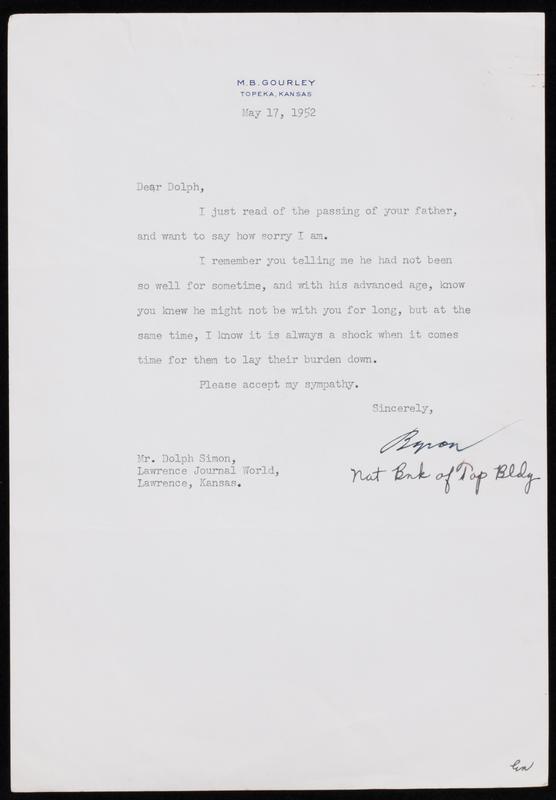 M.B.GOURLEY
TOPEKA, KANSAS
May 17, 1952
Dear Dolph,
I just read of the passing of your father,
and want to say how sorry I am.
I remember you telling me he had not been
so well for sometime, and with his advanced age, know
you knew he might not be with you for long, but at the
same time, I know it is always a shock when it comes
time for them to lay their burden down.
Please accept my sympathy.
Sincerely,
Byron
Nat Bnk of Top Bldg
Mr. Dolph Simon,
Lawrence Journal World,
Lawrence, Kansas.